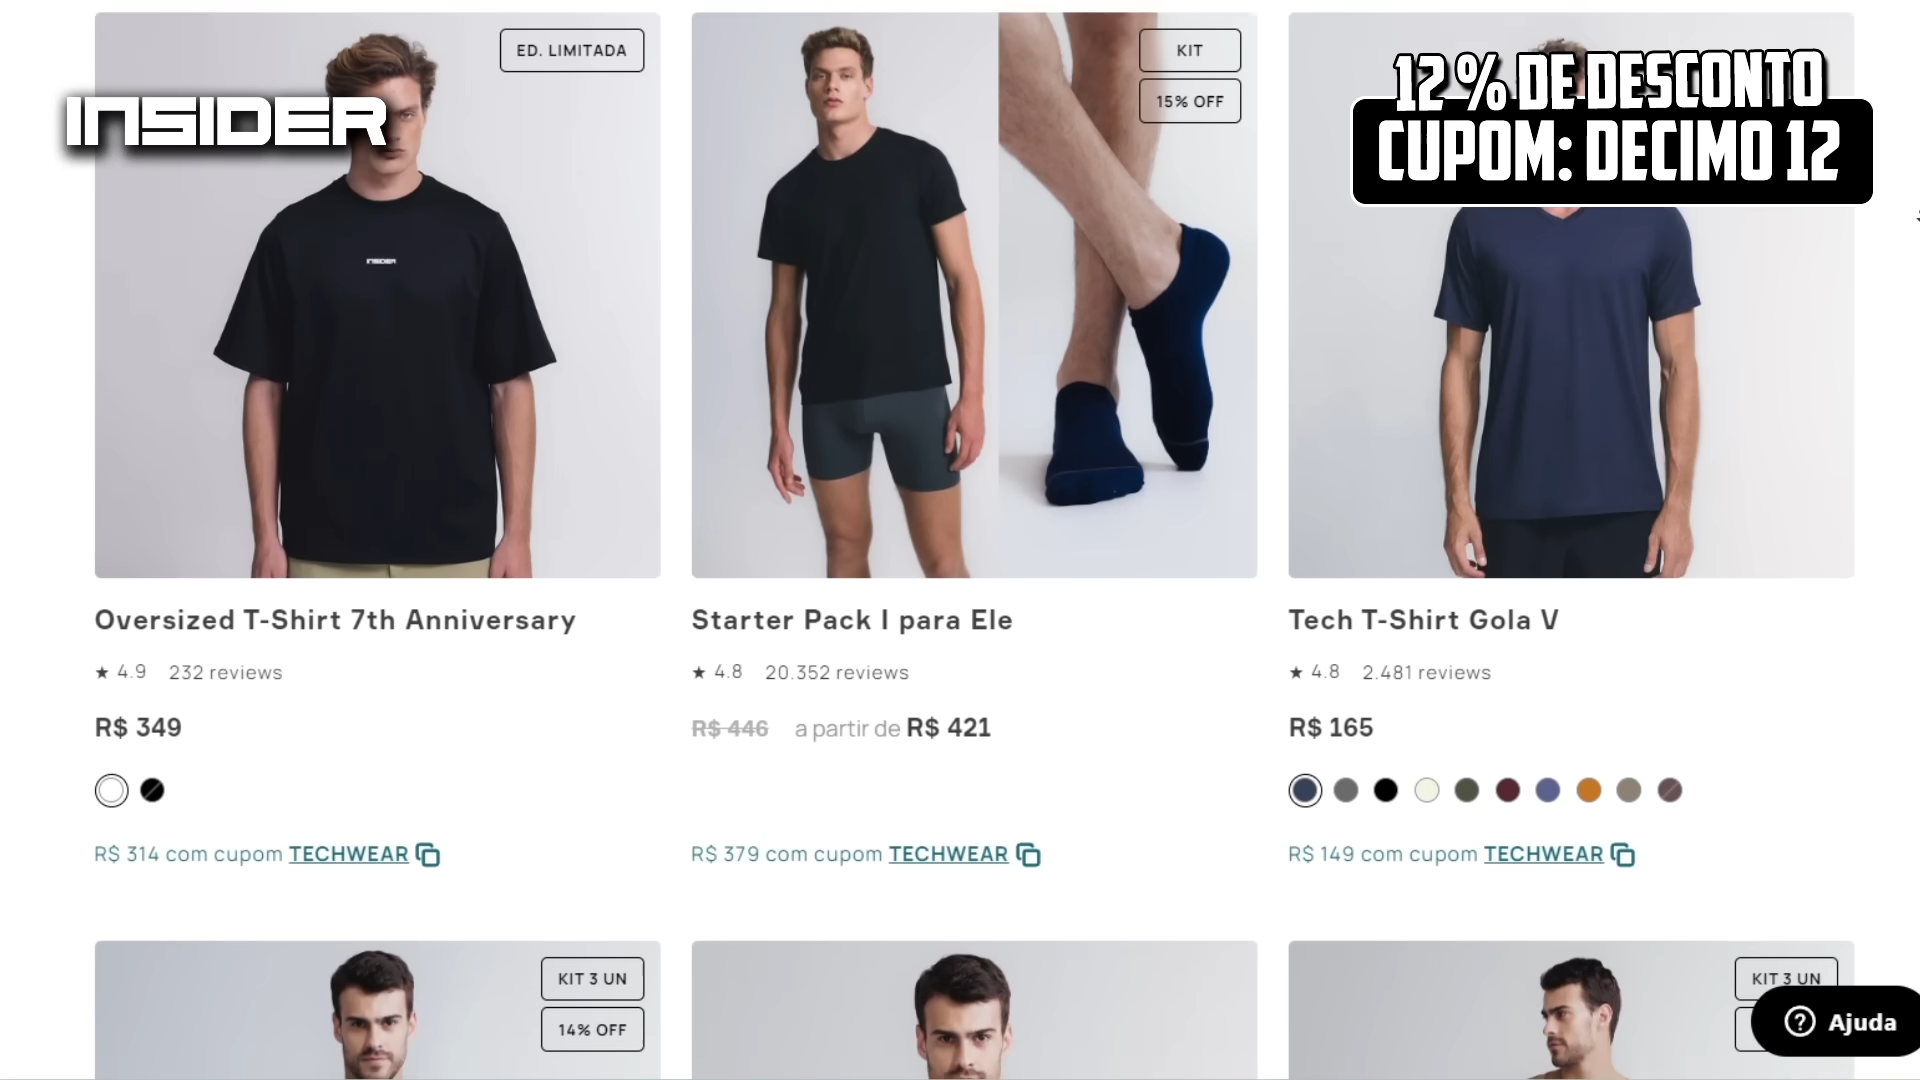 ED. LIMITADA
KIT
15% OFF
INSIDER
12 % DE DESCONTO
CUPOM: DECIMO 12
INSIDER
Oversized T-Shirt 7th Anniversary
★ 4.9 232 reviews
R$ 349
R$ 314 com cupom TECHWEAR
Starter Pack I para Ele
★ 4.8 20.352 reviews
R$ 446 a partir de R$ 421
R$ 379 com cupom TECHWEAR
Tech T-Shirt Gola V
★ 4.8 2.481 reviews
R$ 165
R$ 149 com cupom TECHWEAR
KIT 3 UN
14% OFF
KIT 3 UN
Ajuda